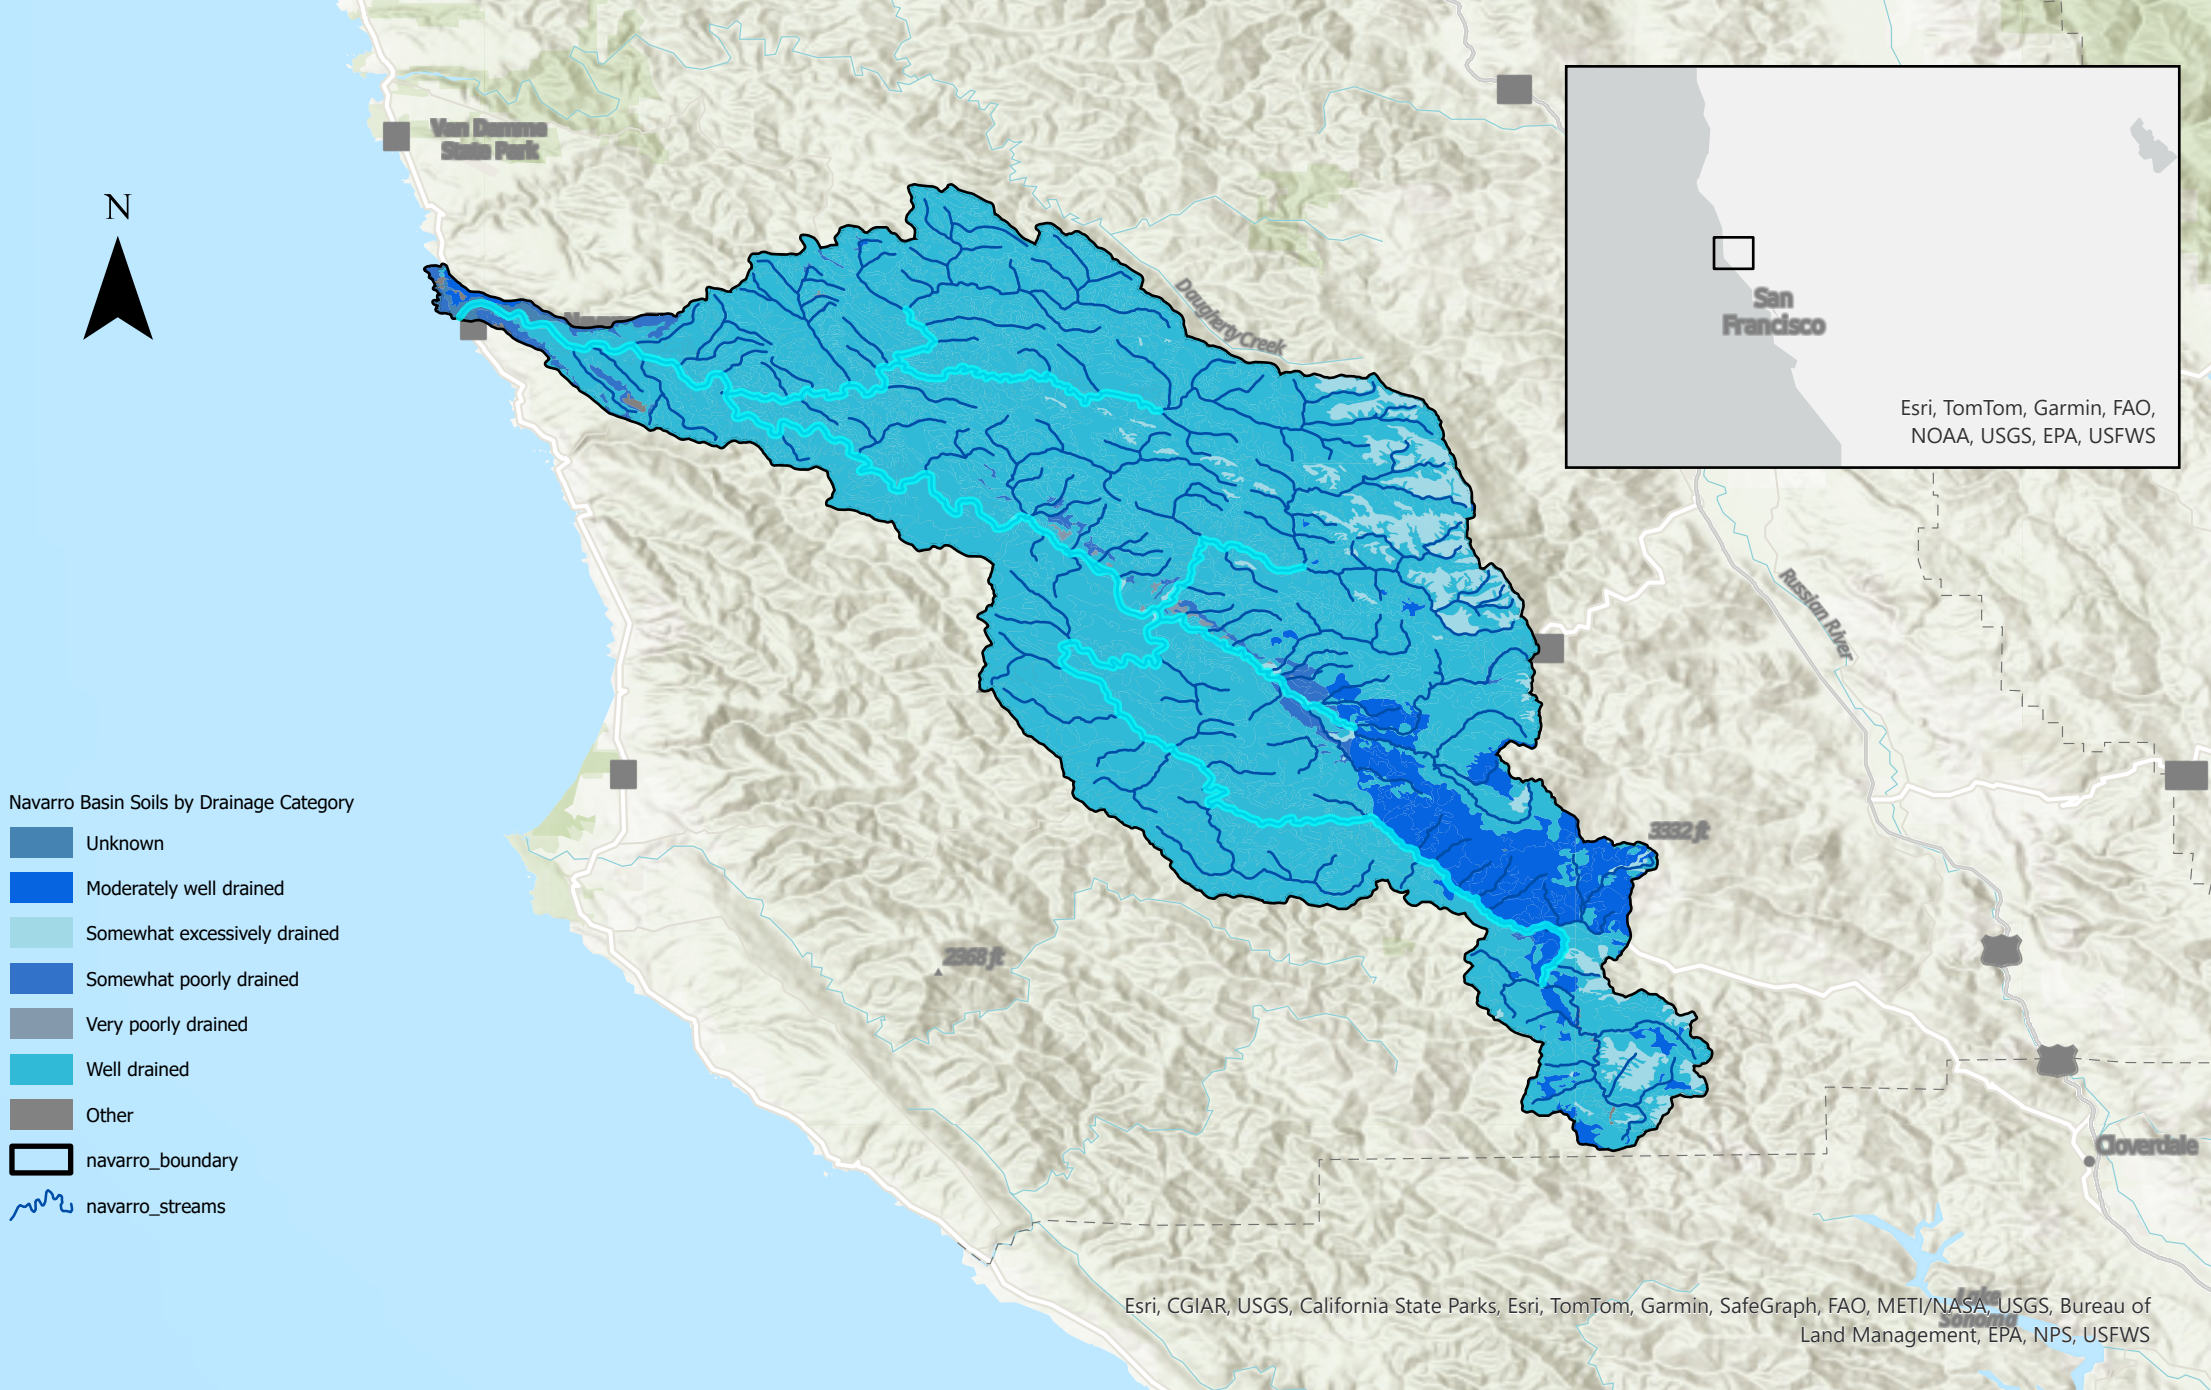 Van Damme
State Park
N
Daugherty Creek
San
Francisco
Esri, TomTom, Garmin, FAO,
NOAA, USGS, EPA, USFWS
Russian River
Navarro Basin Soils by Drainage Category
Unknown
Moderately well drained
Somewhat excessively drained
Somewhat poorly drained
Very poorly drained
Well drained
Other
navarro_boundary
navarro_streams
3332 ft
2368 ft
Cloverdale
Lake
Sonoma
Esri, CGIAR, USGS, California State Parks, Esri, TomTom, Garmin, SafeGraph, FAO, METI/NASA, USGS, Bureau of
Land Management, EPA, NPS, USFWS